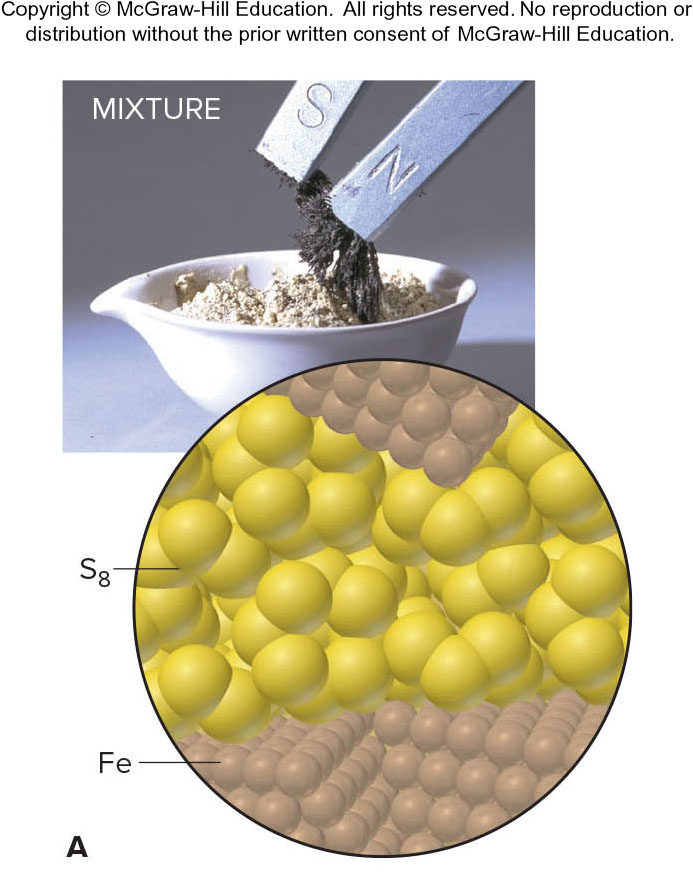 Copyright © McGraw-Hill Education. All rights reserved. No reproduction or
distribution without the prior written consent of McGraw-Hill Education.
MIXTURE
S
N
S₈
Fe
A